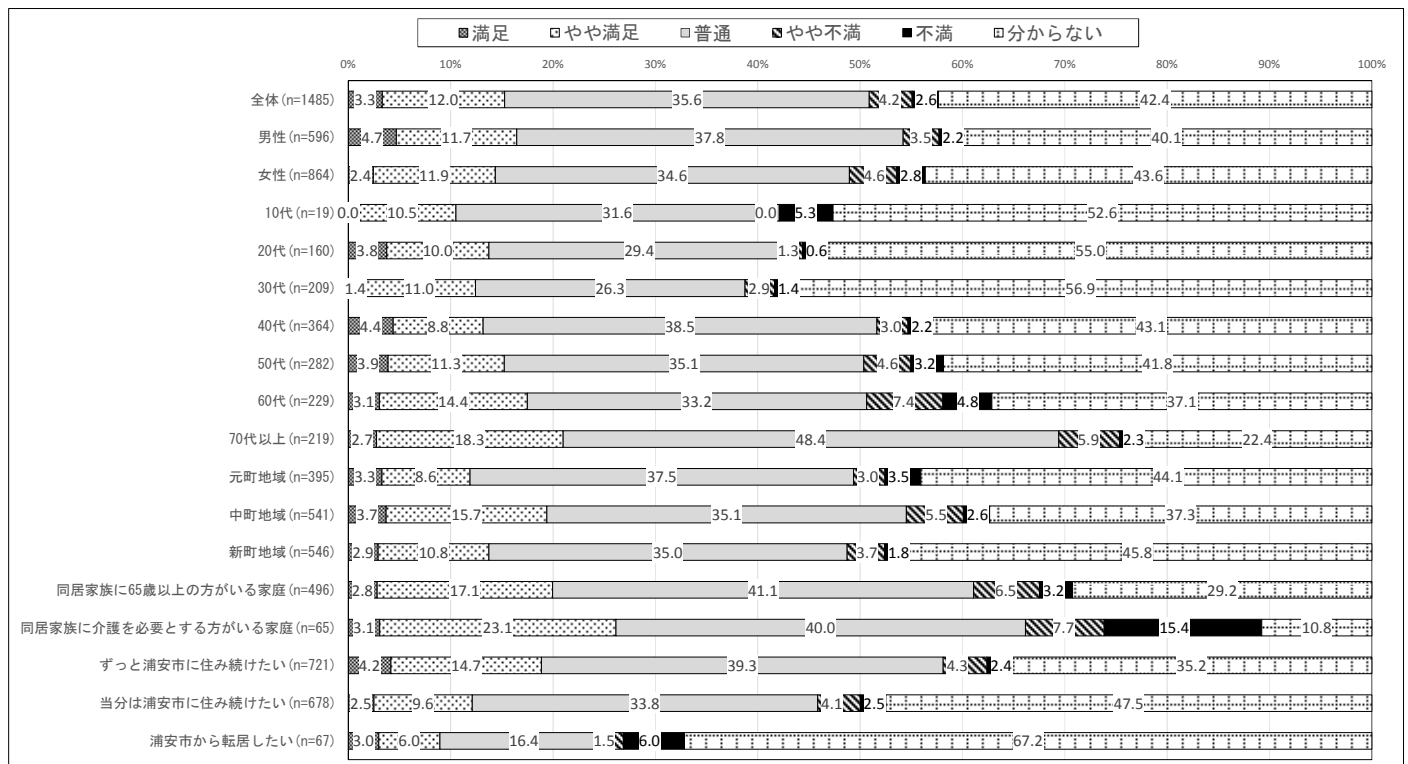 満足 やや満足 普通 やや不満 不満 分からない
0% 10% 20% 30% 40% 50% 60% 70% 80% 90% 100%
全体(n=1485) 3.3 12.0 35.6 4.2 2.6 42.4
男性(n=596) 4.7 11.7 37.8 3.5 2.2 40.1
女性(n=864) 2.4 11.9 34.6 4.6 2.8 43.6
10代(n=19) 0.0 10.5 31.6 0.0 5.3 52.6
20代(n=160) 3.8 10.0 29.4 1.3 0.6 55.0
30代(n=209) 1.4 11.0 26.3 2.9 1.4 56.9
40代(n=364) 4.4 8.8 38.5 3.0 2.2 43.1
50代(n=282) 3.9 11.3 35.1 4.6 3.2 41.8
60代(n=229) 3.1 14.4 33.2 7.4 4.8 37.1
70代以上(n=219) 2.7 18.3 48.4 5.9 2.3 22.4
元町地域(n=395) 3.3 8.6 37.5 3.0 3.5 44.1
中町地域(n=541) 3.7 15.7 35.1 5.5 2.6 37.3
新町地域(n=546) 2.9 10.8 35.0 3.7 1.8 45.8
同居家族に65歳以上の方がいる家庭(n=496) 2.8 17.1 41.1 6.5 3.2 29.2
同居家族に介護を必要とする方がいる家庭(n=65) 3.1 23.1 40.0 7.7 15.4 10.8
ずっと浦安市に住み続けたい(n=721) 4.2 14.7 39.3 4.3 2.4 35.2
当分は浦安市に住み続けたい(n=678) 2.5 9.6 33.8 4.1 2.5 47.5
浦安市から転居したい(n=67) 3.0 6.0 16.4 1.5 6.0 67.2